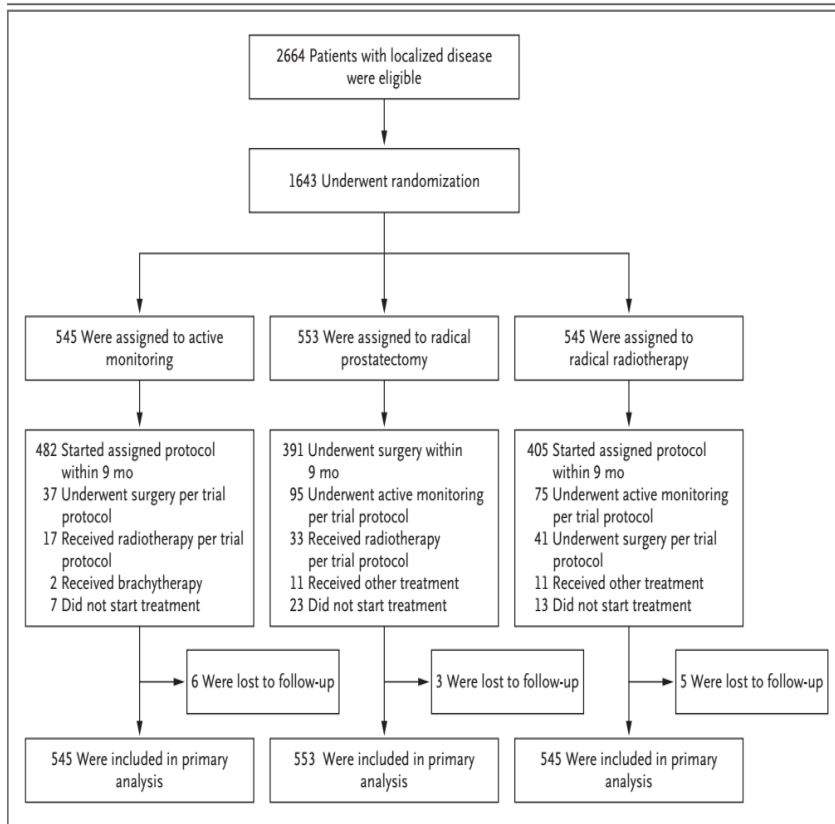 2664 Patients with localized disease
were eligible
1643 Underwent randomization
545 Were assigned to active
monitoring
553 Were assigned to radical
prostatectomy
545 Were assigned to
radical radiotherapy
482 Started assigned protocol
within 9 mo
37 Underwent surgery per trial
protocol
17 Received radiotherapy per trial
protocol
2 Received brachytherapy
7 Did not start treatment
391 Underwent surgery within
9 mo
95 Underwent active monitoring
per trial protocol
33 Received radiotherapy
per trial protocol
11 Received other treatment
23 Did not start treatment
405 Started assigned protocol
within 9 mo
75 Underwent active monitoring
per trial protocol
41 Underwent surgery per trial
protocol
11 Received other treatment
13 Did not start treatment
6 Were lost to follow-up
3 Were lost to follow-up
5 Were lost to follow-up
545 Were included in primary
analysis
553 Were included in primary
analysis
545 Were included in primary
analysis